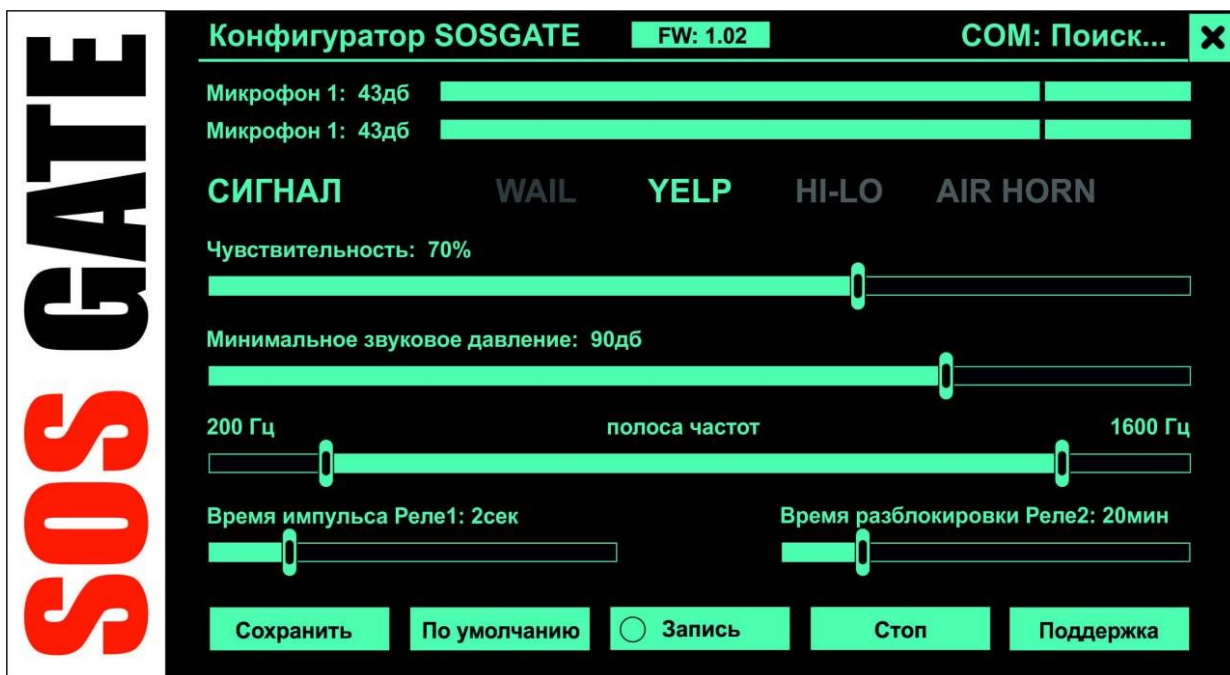 SOS GATE
Конфигуратор SOSGATE FW: 1.02 COM: Поиск...
Микрофон 1: 43дб
Микрофон 1: 43дб
СИГНАЛ WAIL YELP HI-LO AIR HORN
Чувствительность: 70%
Минимальное звуковое давление: 90дб
200 Гц полоса частот 1600 Гц
Время импульса Реле1: 2сек Время разблокировки Реле2: 20мин
Сохранить По умолчанию Запись Стоп Поддержка